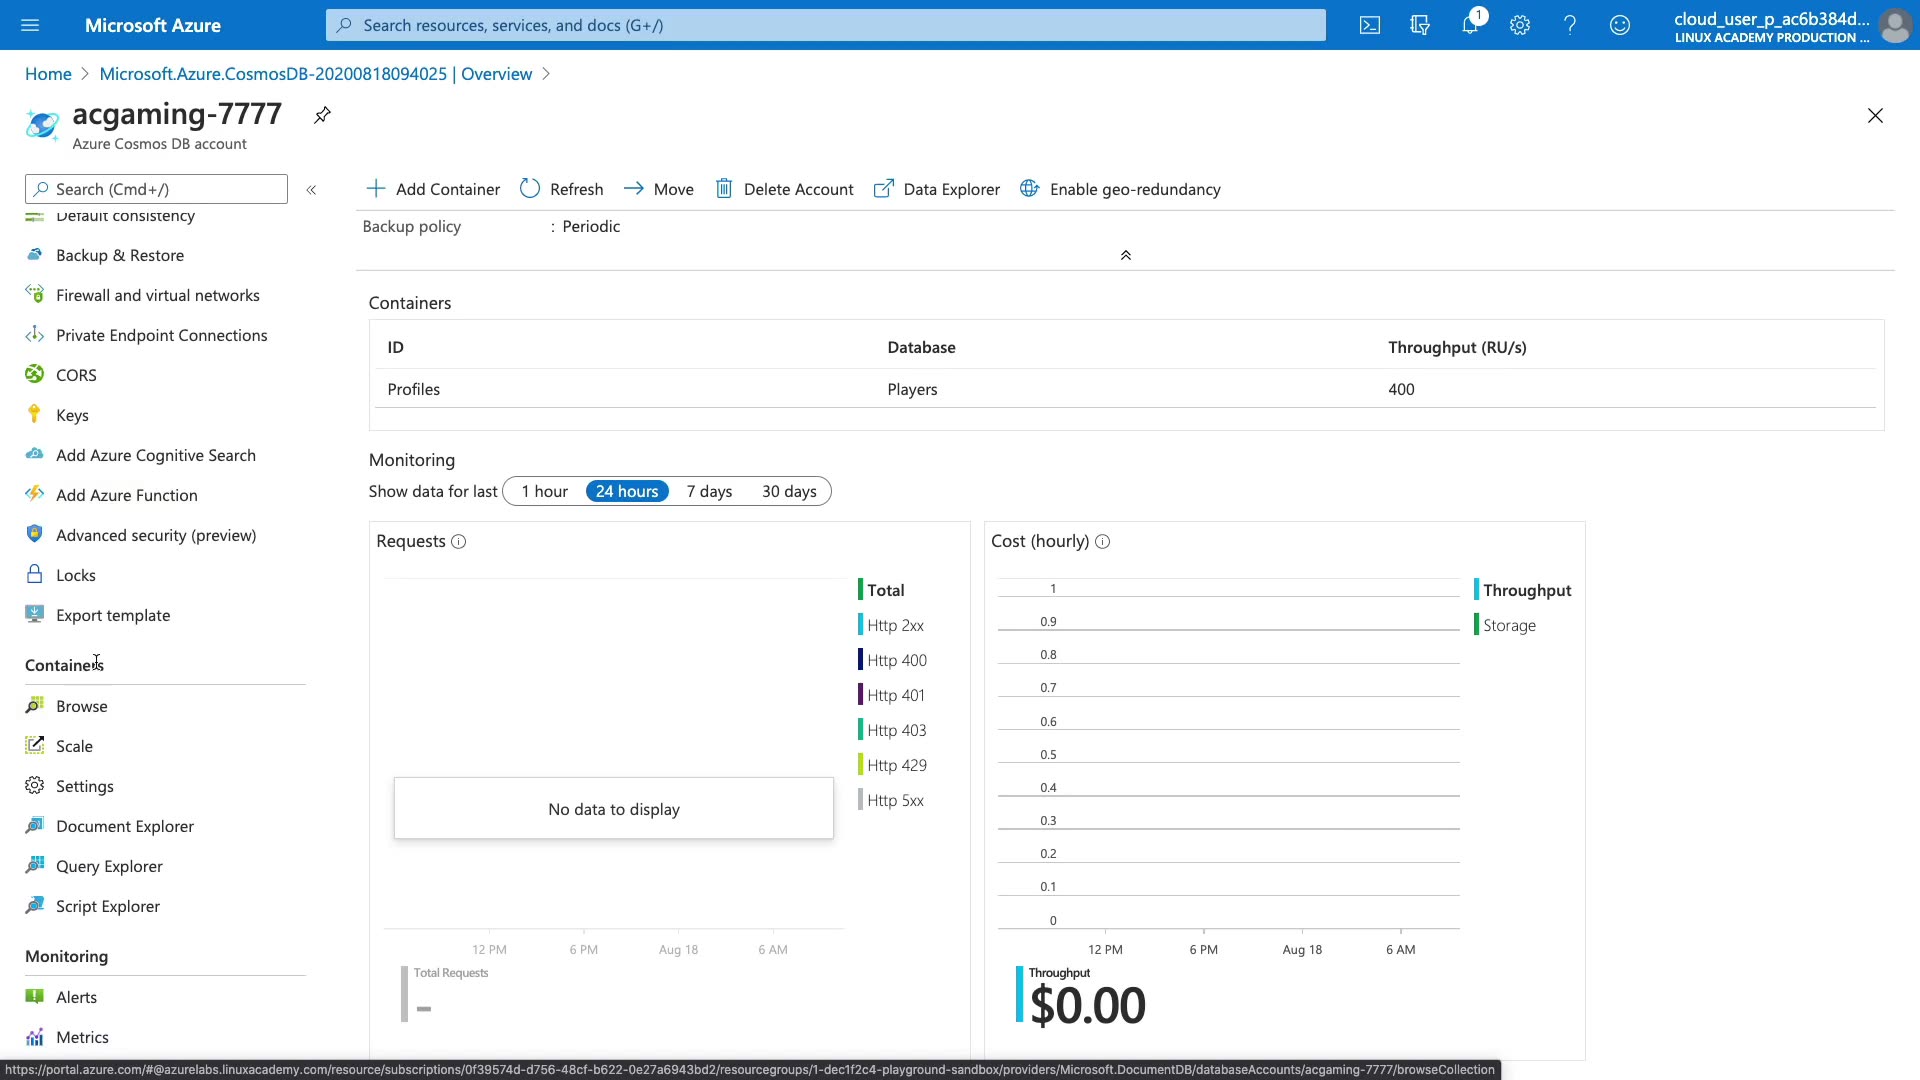 Microsoft Azure
Search resources, services, and docs (G+/)
1
cloud_user_p_ac6b384d...
LINUX ACADEMY PRODUCTION ...
Home
Microsoft.Azure.CosmosDB-20200818094025 | Overview
acgaming-7777
Azure Cosmos DB account
Search (Cmd+/)
Default consistency
Backup & Restore
Firewall and virtual networks
Private Endpoint Connections
CORS
Keys
Add Azure Cognitive Search
Add Azure Function
Advanced security (preview)
Locks
Export template
Containers
Browse
Scale
Settings
Document Explorer
Query Explorer
Script Explorer
Monitoring
Alerts
Metrics
Add Container
Refresh
Move
Delete Account
Data Explorer
Enable geo-redundancy
Backup policy : Periodic
Containers
ID Database Throughput (RU/s)
Profiles Players 400
Monitoring
Show data for last 1 hour 24 hours 7 days 30 days
Requests
Total
Http 2xx
Http 400
Http 401
Http 403
Http 429
Http 5xx
No data to display
12 PM 6 PM Aug 18 6 AM
Total Requests
--
Cost (hourly)
1
0.9
0.8
0.7
0.6
0.5
0.4
0.3
0.2
0.1
0
Throughput
Storage
12 PM 6 PM Aug 18 6 AM
Throughput
$0.00
https://portal.azure.com/#@azurelabs.linuxacademy.com/resource/subscriptions/0f39574d-d756-48cf-b622-0e27a6943bd2/resourcegroups/1-dec1f2c4-playground-sandbox/providers/Microsoft.DocumentDB/databaseAccounts/acgaming-7777/browseCollection